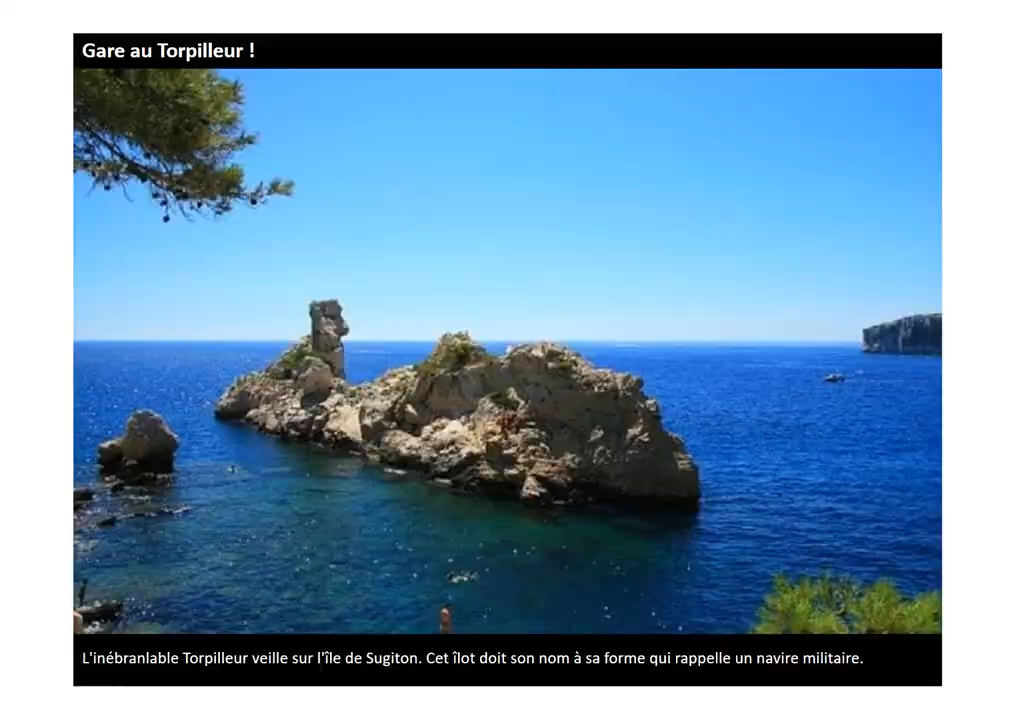 Gare au Torpilleur !
L'inébranlable Torpilleur veille sur l'île de Sugiton. Cet îlot doit son nom à sa forme qui rappelle un navire militaire.